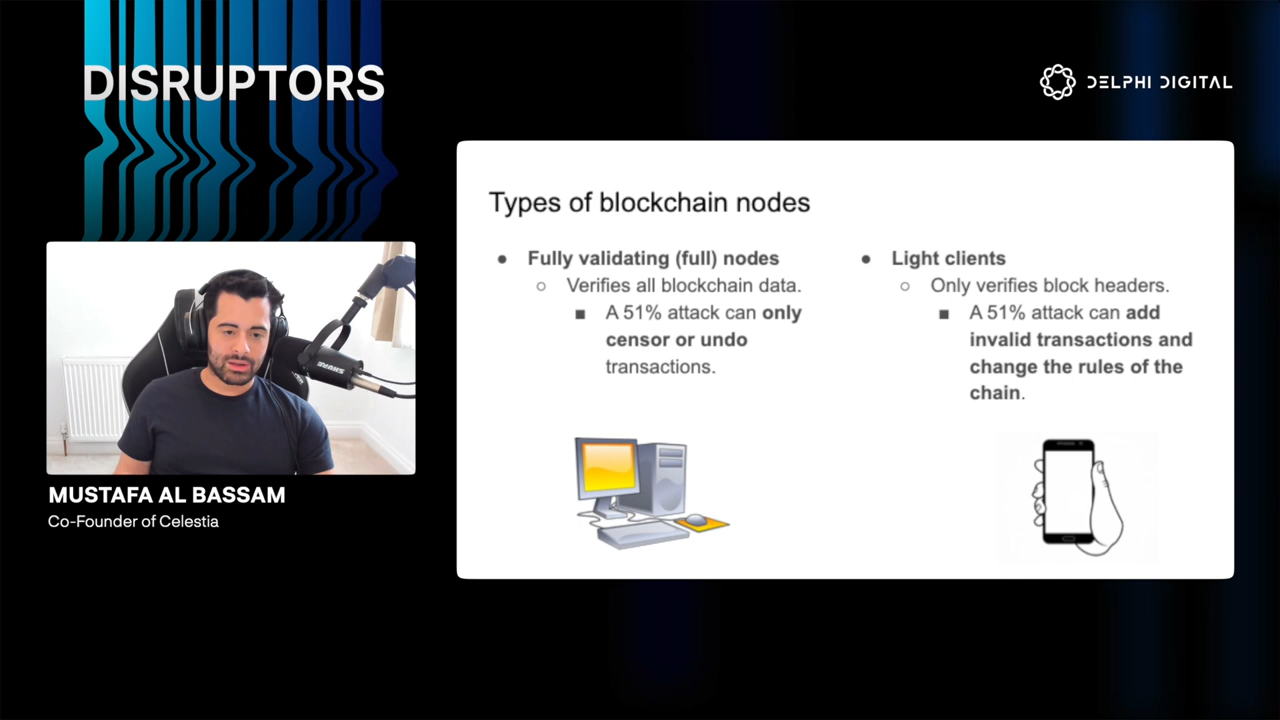 DISRUPTORS
DELPHI DIGITAL
Types of blockchain nodes
● Fully validating (full) nodes
○ Verifies all blockchain data.
■ A 51% attack can only
censor or undo
transactions.
● Light clients
○ Only verifies block headers.
■ A 51% attack can add
invalid transactions and
change the rules of the
chain.
SHURE
MUSTAFA AL BASSAM
Co-Founder of Celestia